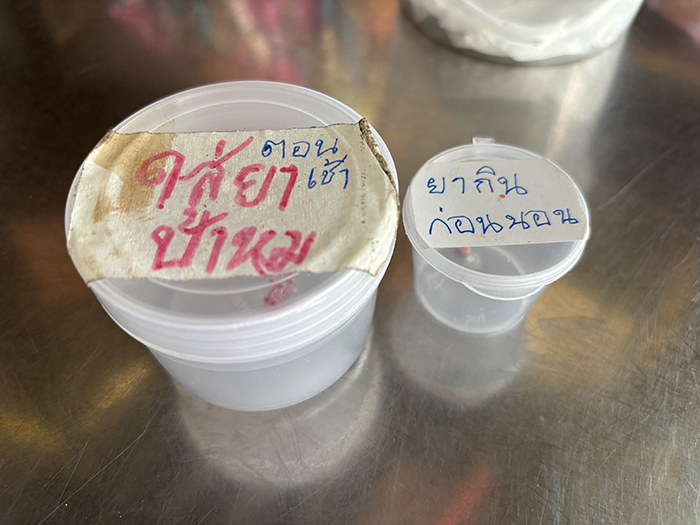 ใส่ยา ตอน
เช้า
ป้าหมู
ยากิน
ก่อนนอน